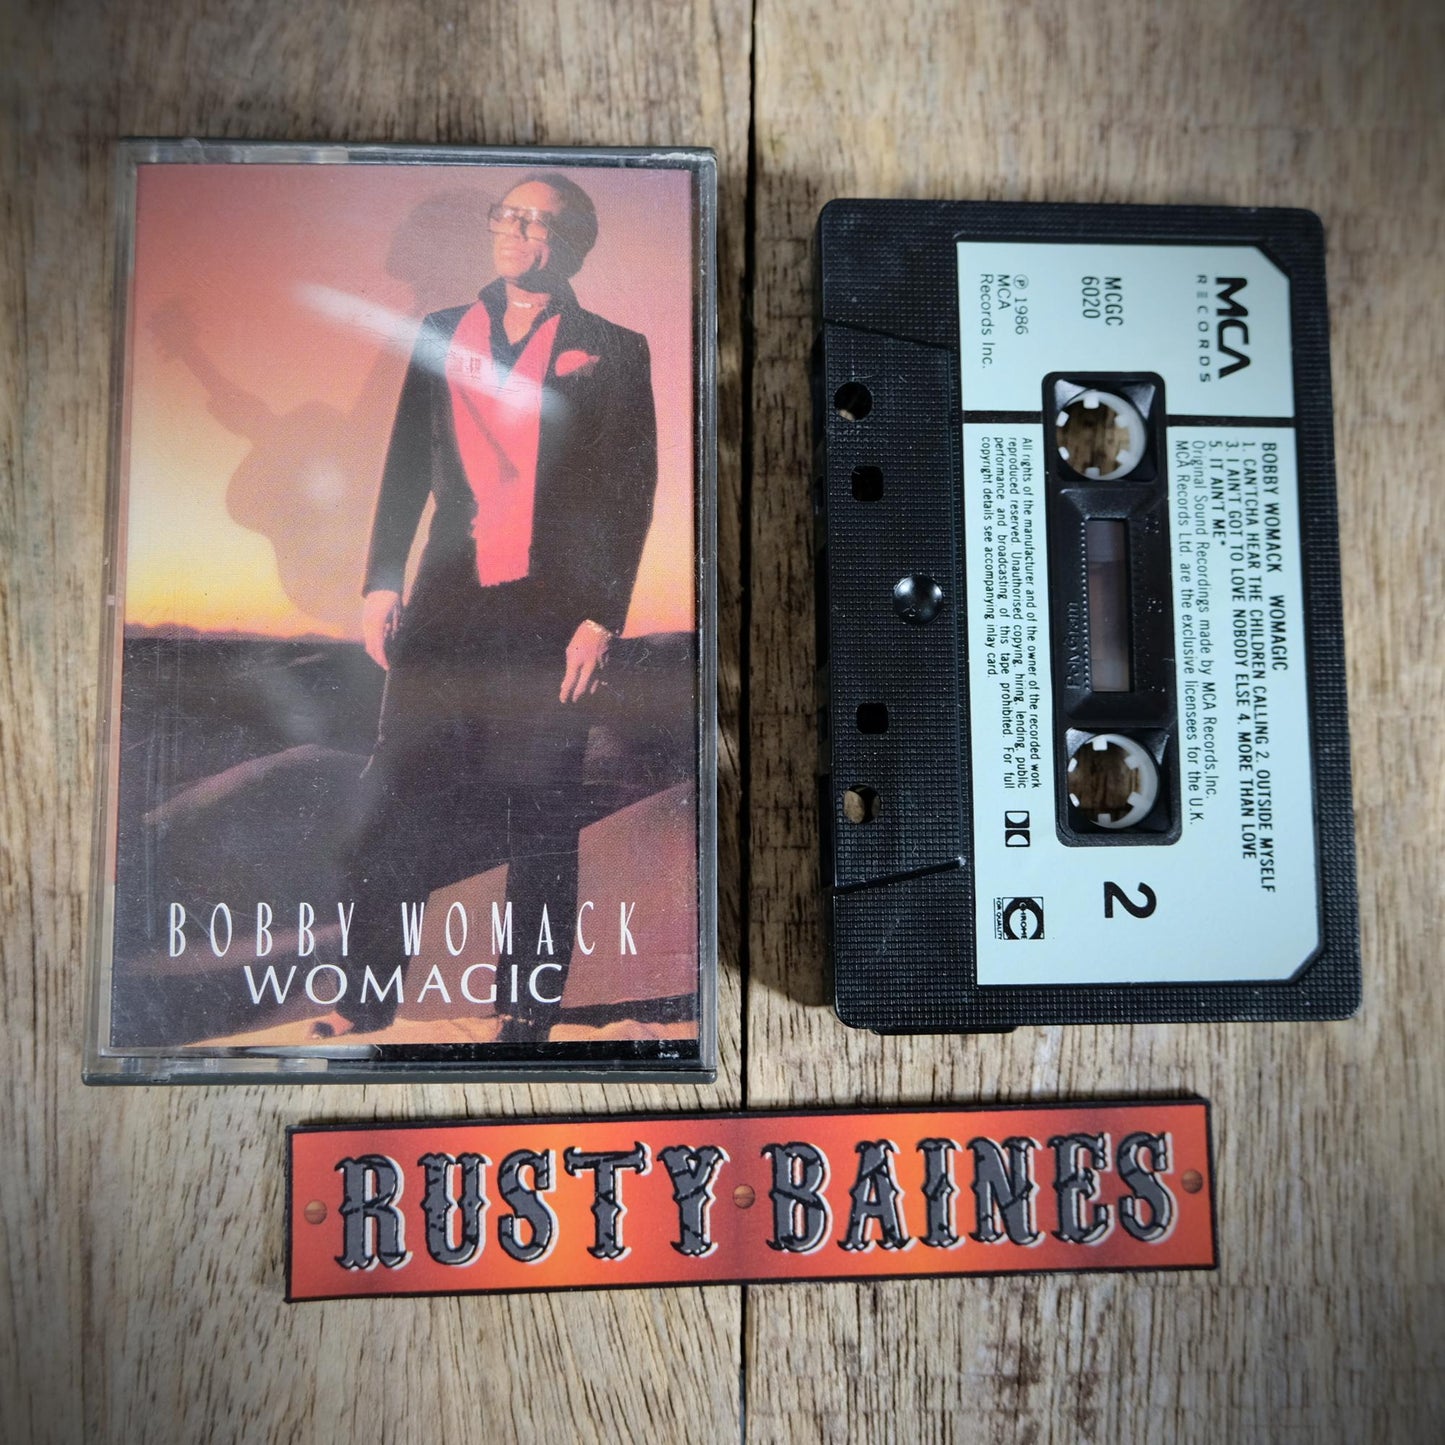 BOBBY WOMACK
WOMAGIC
MCA
RECORDS
MCGC
6020
℗ 1986
MCA
Records Inc.
BOBBY WOMACK WOMAGIC
1. CAN'TCHA HEAR THE CHILDREN CALLING 2. OUTSIDE MYSELF
3. I AIN'T GOT TO LOVE NOBODY ELSE 4. MORE THAN LOVE
5. IT AIN'T ME*
Original Sound Recordings made by MCA Records,Inc.
MCA Records Ltd. are the exclusive licensees for the U.K.
2
All rights of the manufacturer and of the owner of the recorded work
reproduced reserved. Unauthorised copying, hiring, lending, public
performance and broadcasting of this tape prohibited. For full
copyright details see accompanying inlay card.
CHROME
FOR QUALITY
RUSTY BAINES